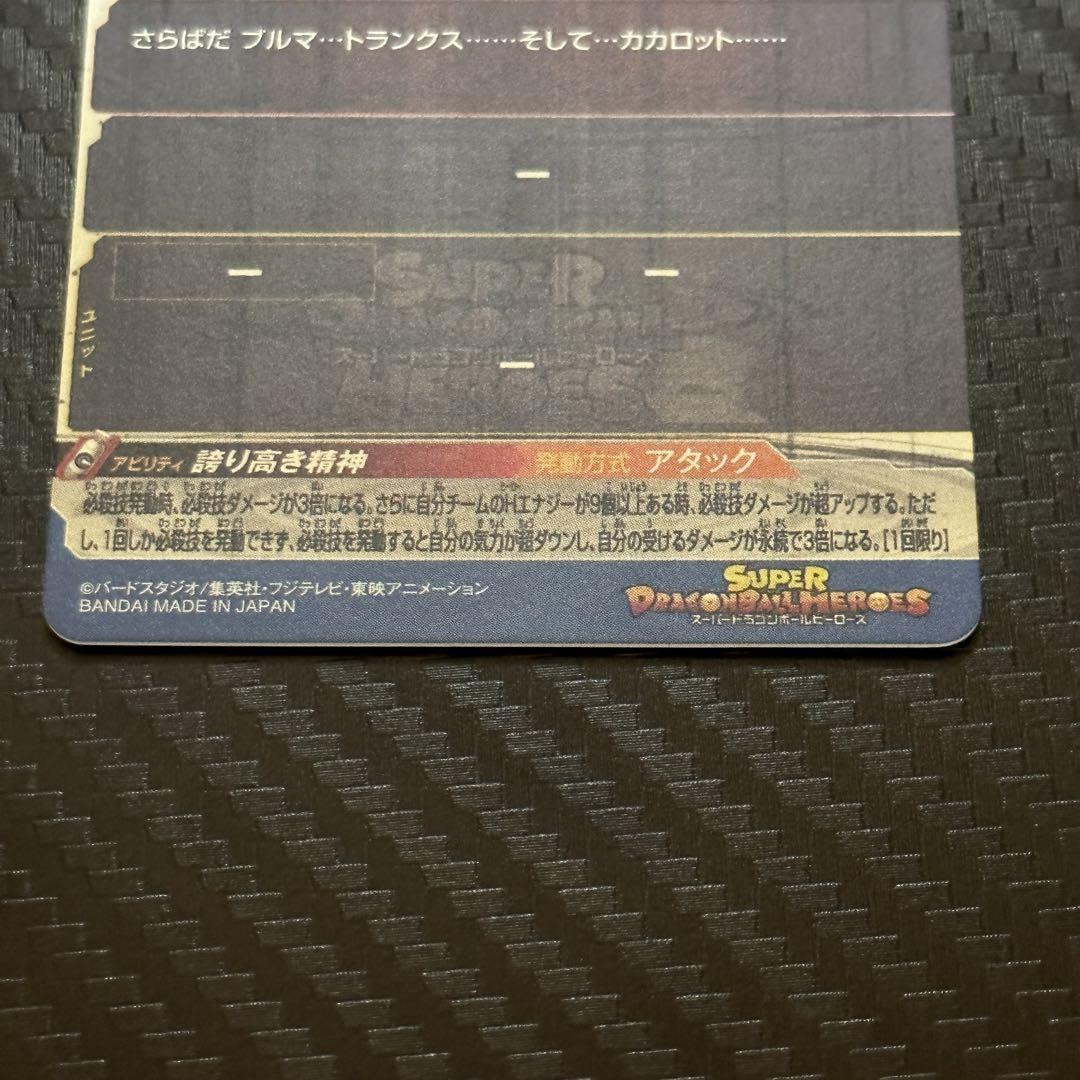 さらばだ ブルマ…トランクス……そして…カカロット……
ー
ー ー
SUPER
スーパードラゴンボールヒーローズ
ユニット
ー
アビリティ 誇り高き精神 発動方式 アタック
必殺技発動時、必殺技ダメージが3倍になる。さらに自分チームのHエナジーが9個以上ある時、必殺技ダメージが超アップする。ただ
し、1回しか必殺技を発動できず、必殺技を発動すると自分の気力が超ダウンし、自分の受けるダメージが永続で3倍になる。[1回限り]
©バードスタジオ/集英社・フジテレビ・東映アニメーション
BANDAI MADE IN JAPAN
SUPER
DRAGONBALL HEROES
スーパードラゴンボールヒーローズ